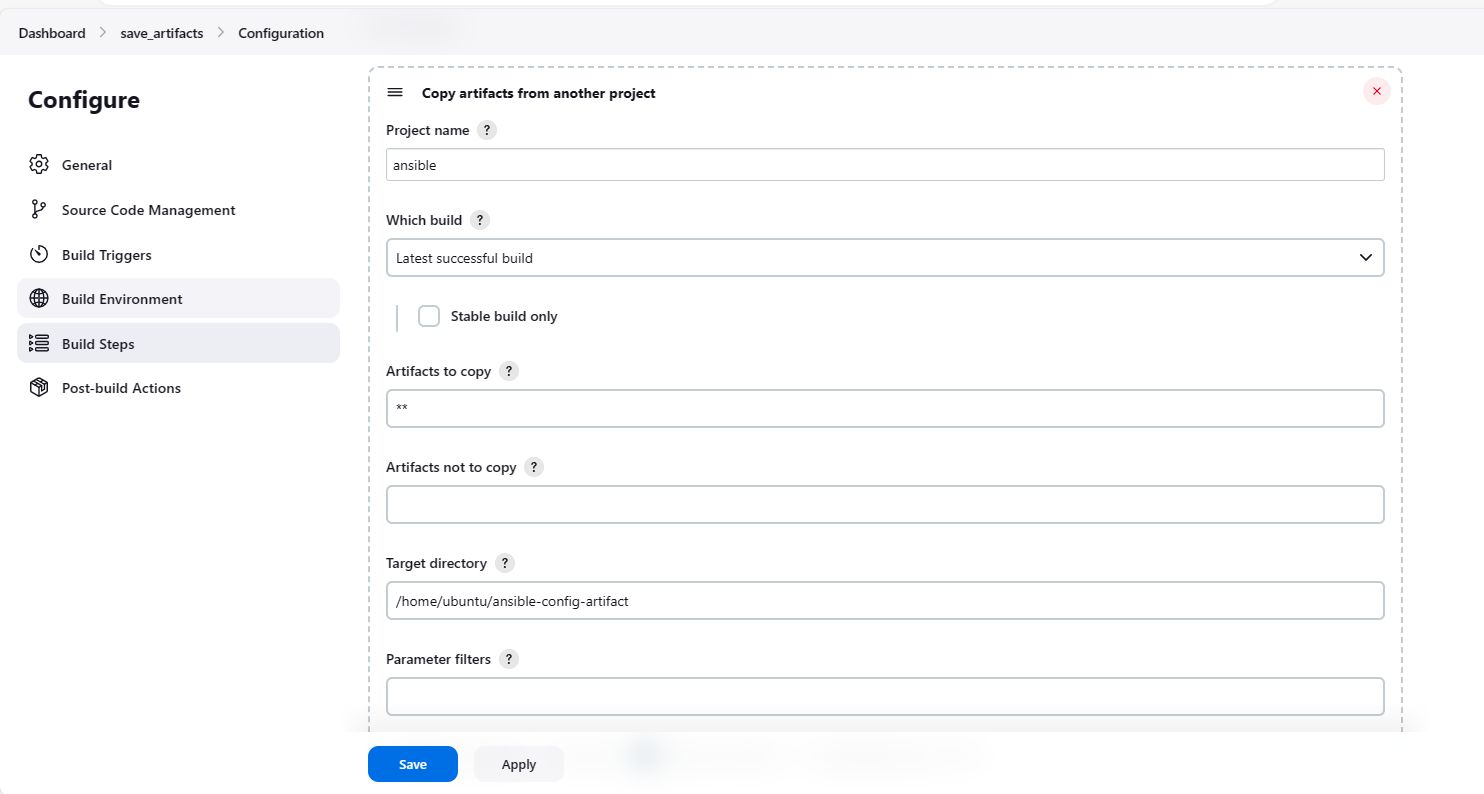 Dashboard > save_artifacts > Configuration
Configure
General
Source Code Management
Build Triggers
Build Environment
Build Steps
Post-build Actions
Copy artifacts from another project
Project name ?
ansible
Which build ?
Latest successful build
Stable build only
Artifacts to copy ?
**
Artifacts not to copy ?
Target directory ?
/home/ubuntu/ansible-config-artifact
Parameter filters ?
Save Apply